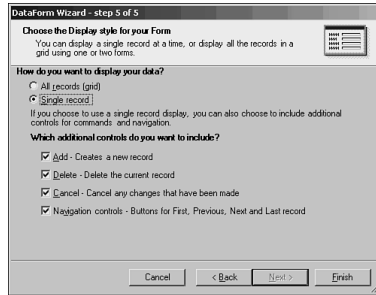 DataForm Wizard - step 5 of 5
Choose the Display style for your Form
You can display a single record at a time, or display all the records in a
grid using one or two forms.
How do you want to display your data?
All records (grid)
Single record
If you choose to use a single record display, you can also choose to include additional
controls for commands and navigation.
Which additional controls do you want to include?
Add - Creates a new record
Delete - Delete the current record
Cancel - Cancel any changes that have been made
Navigation controls - Buttons for First, Previous, Next and Last record
Cancel
< Back
Next >
Finish